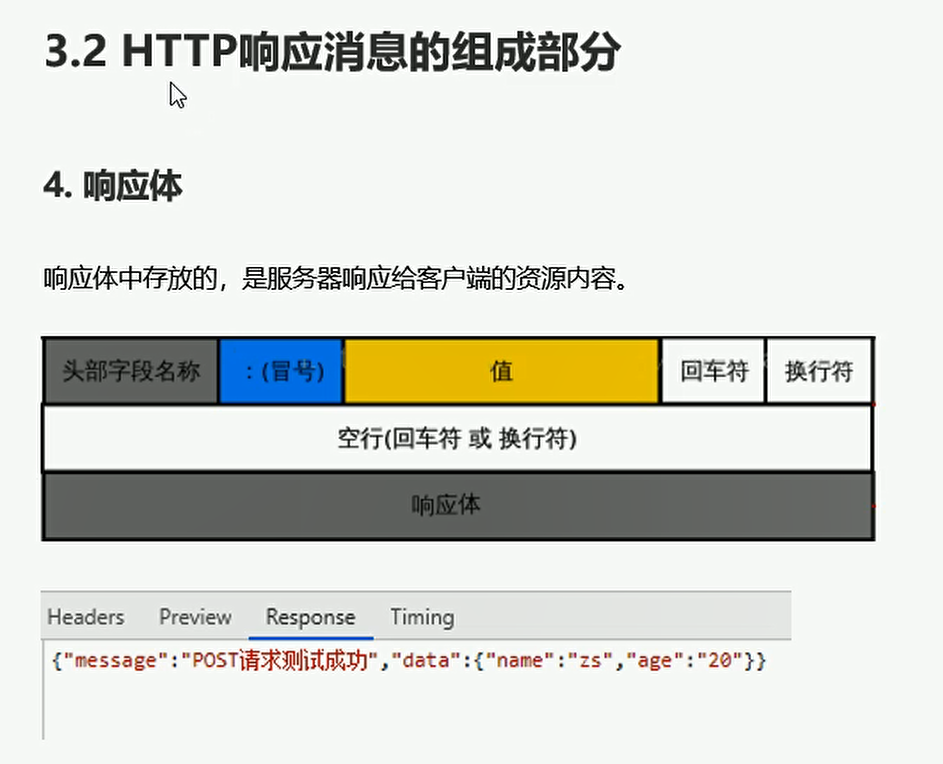 3.2 HTTP响应消息的组成部分
4. 响应体
响应体中存放的，是服务器响应给客户端的资源内容。
头部字段名称 : (冒号) 值 回车符 换行符
空行(回车符 或 换行符)
响应体
Headers Preview Response Timing
{"message":"POST请求测试成功","data":{"name":"zs","age":"20"}}